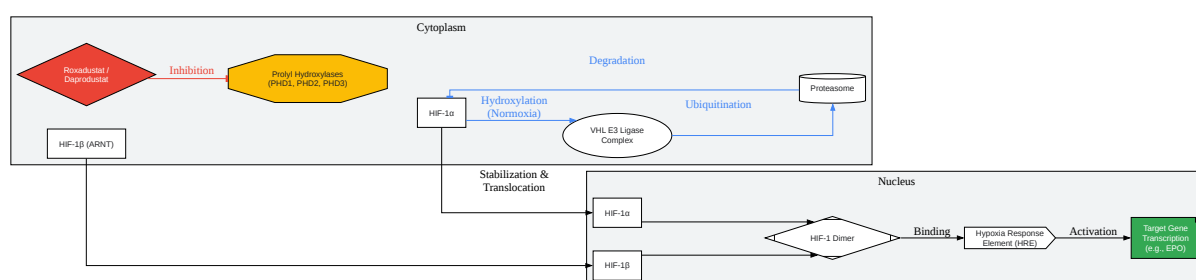 Cytoplasm
Roxadustat /
Daprodustat
Inhibition
Prolyl Hydroxylases
(PHD1, PHD2, PHD3)
Degradation
Proteasome
HIF-1α
Hydroxylation
(Normoxia)
Ubiquitination
VHL E3 Ligase
Complex
HIF-1β (ARNT)
Stabilization &
Translocation
Nucleus
HIF-1α
HIF-1 Dimer
Binding
Hypoxia Response
Element (HRE)
Activation
Target Gene
Transcription
(e.g., EPO)
HIF-1β